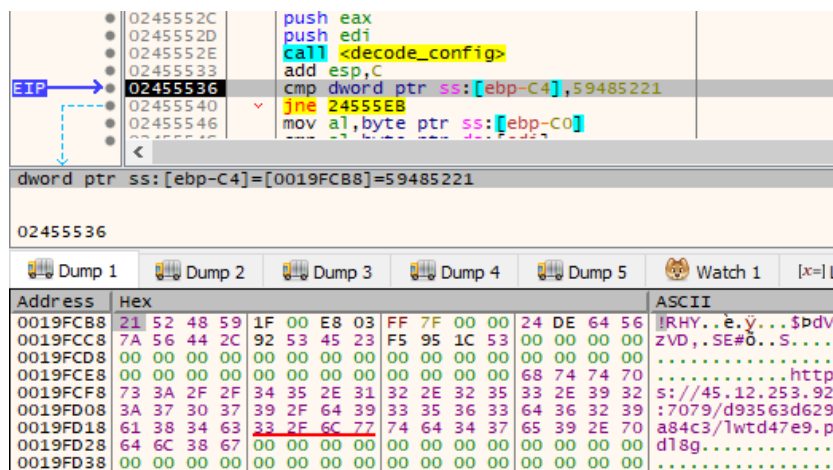 0245552C push eax
0245552D push edi
0245552E call <decode_config>
02455533 add esp,C
EIP 02455536 cmp dword ptr ss:[ebp-C4],59485221
02455540 jne 24555EB
02455546 mov al,byte ptr ss:[ebp-C0]
dword ptr ss:[ebp-C4]=[0019FCB8]=59485221
02455536
Dump 1 Dump 2 Dump 3 Dump 4 Dump 5 Watch 1 [x=]
Address Hex ASCII
0019FCB8 21 52 48 59 1F 00 E8 03 FF 7F 00 00 24 DE 64 56 !RHY..è.ÿ...$ÞdV
0019FCC8 7A 56 44 2C 92 53 45 23 F5 95 1C 53 00 00 00 00 zVD,.SE#õ..S....
0019FCD8 00 00 00 00 00 00 00 00 00 00 00 00 00 00 00 00 ................
0019FCE8 00 00 00 00 00 00 00 00 00 00 00 00 68 74 74 70 ............http
0019FCF8 73 3A 2F 2F 34 35 2E 31 32 2E 32 35 33 2E 39 32 s://45.12.253.92
0019FD08 3A 37 30 37 39 2F 64 39 33 35 36 33 64 36 32 39 :7079/d93563d629
0019FD18 61 38 34 63 33 2F 6C 77 74 64 34 37 65 39 2E 70 a84c3/lwtd47e9.p
0019FD28 64 6C 38 67 00 00 00 00 00 00 00 00 00 00 00 00 dl8g............
0019FD38 00 00 00 00 00 00 00 00 00 00 00 00 00 00 00 00 ................